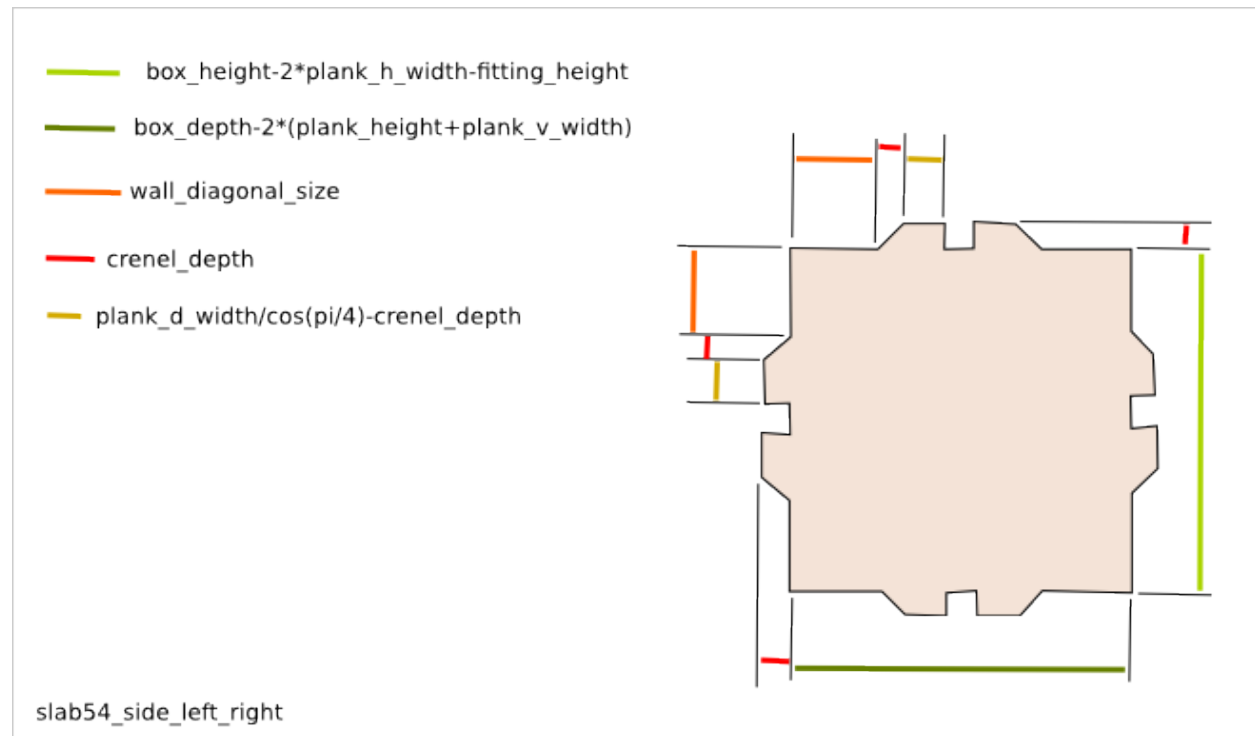 box_height-2*plank_h_width-fitting_height
box_depth-2*(plank_height+plank_v_width)
wall_diagonal_size
crenel_depth
plank_d_width/cos(pi/4)-crenel_depth
slab54_side_left_right